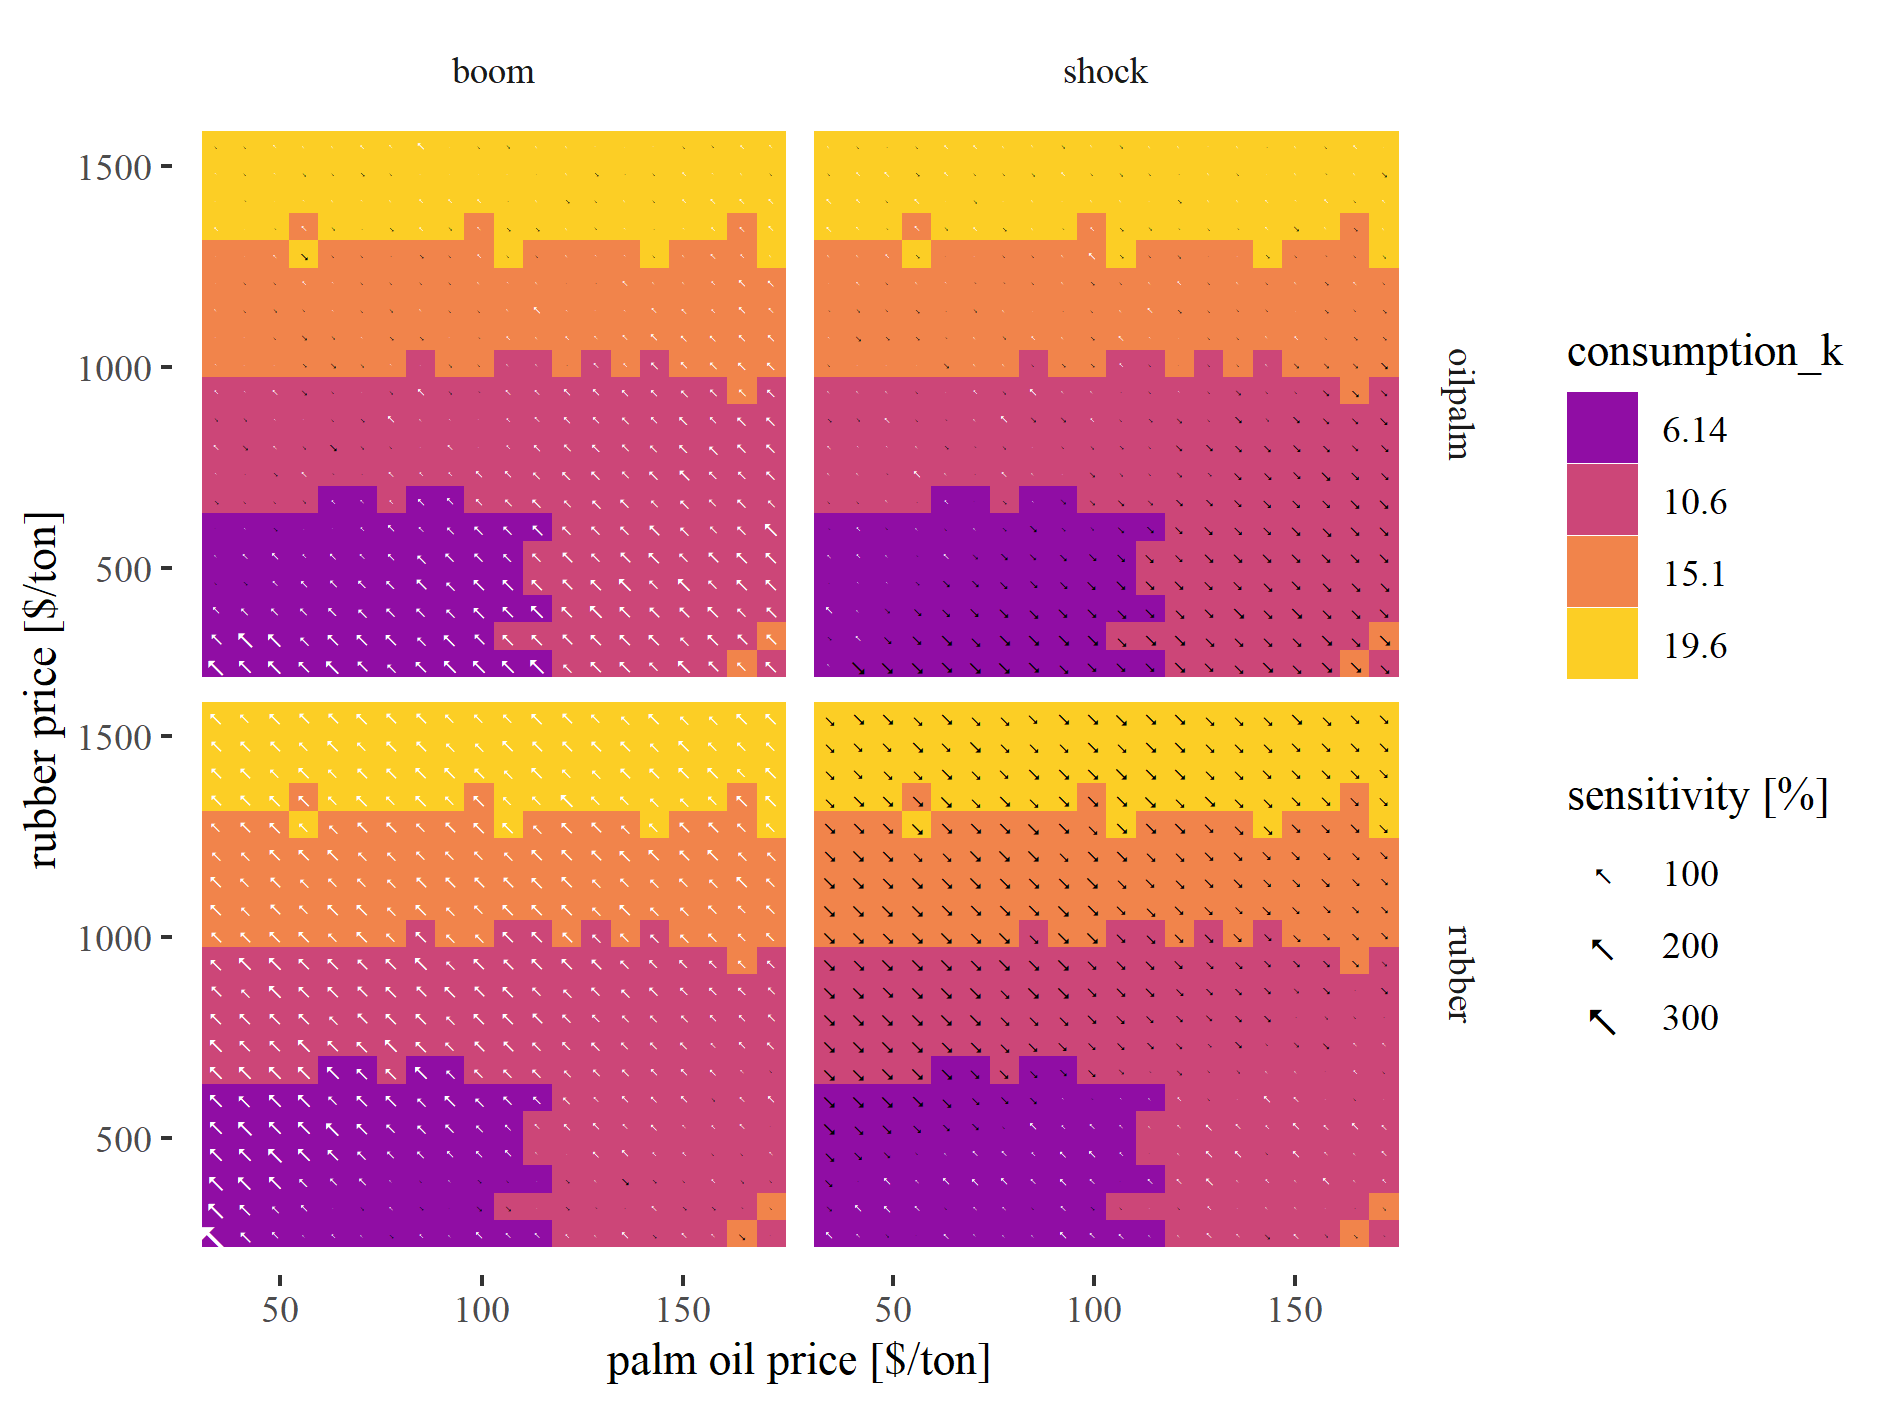 boom
shock
1500
1000
500
oilpalm
1500
1000
500
rubber
50
100
150
50
100
150
palm oil price [$/ton]
rubber price [$/ton]
consumption_k
6.14
10.6
15.1
19.6
sensitivity [%]
100
200
300